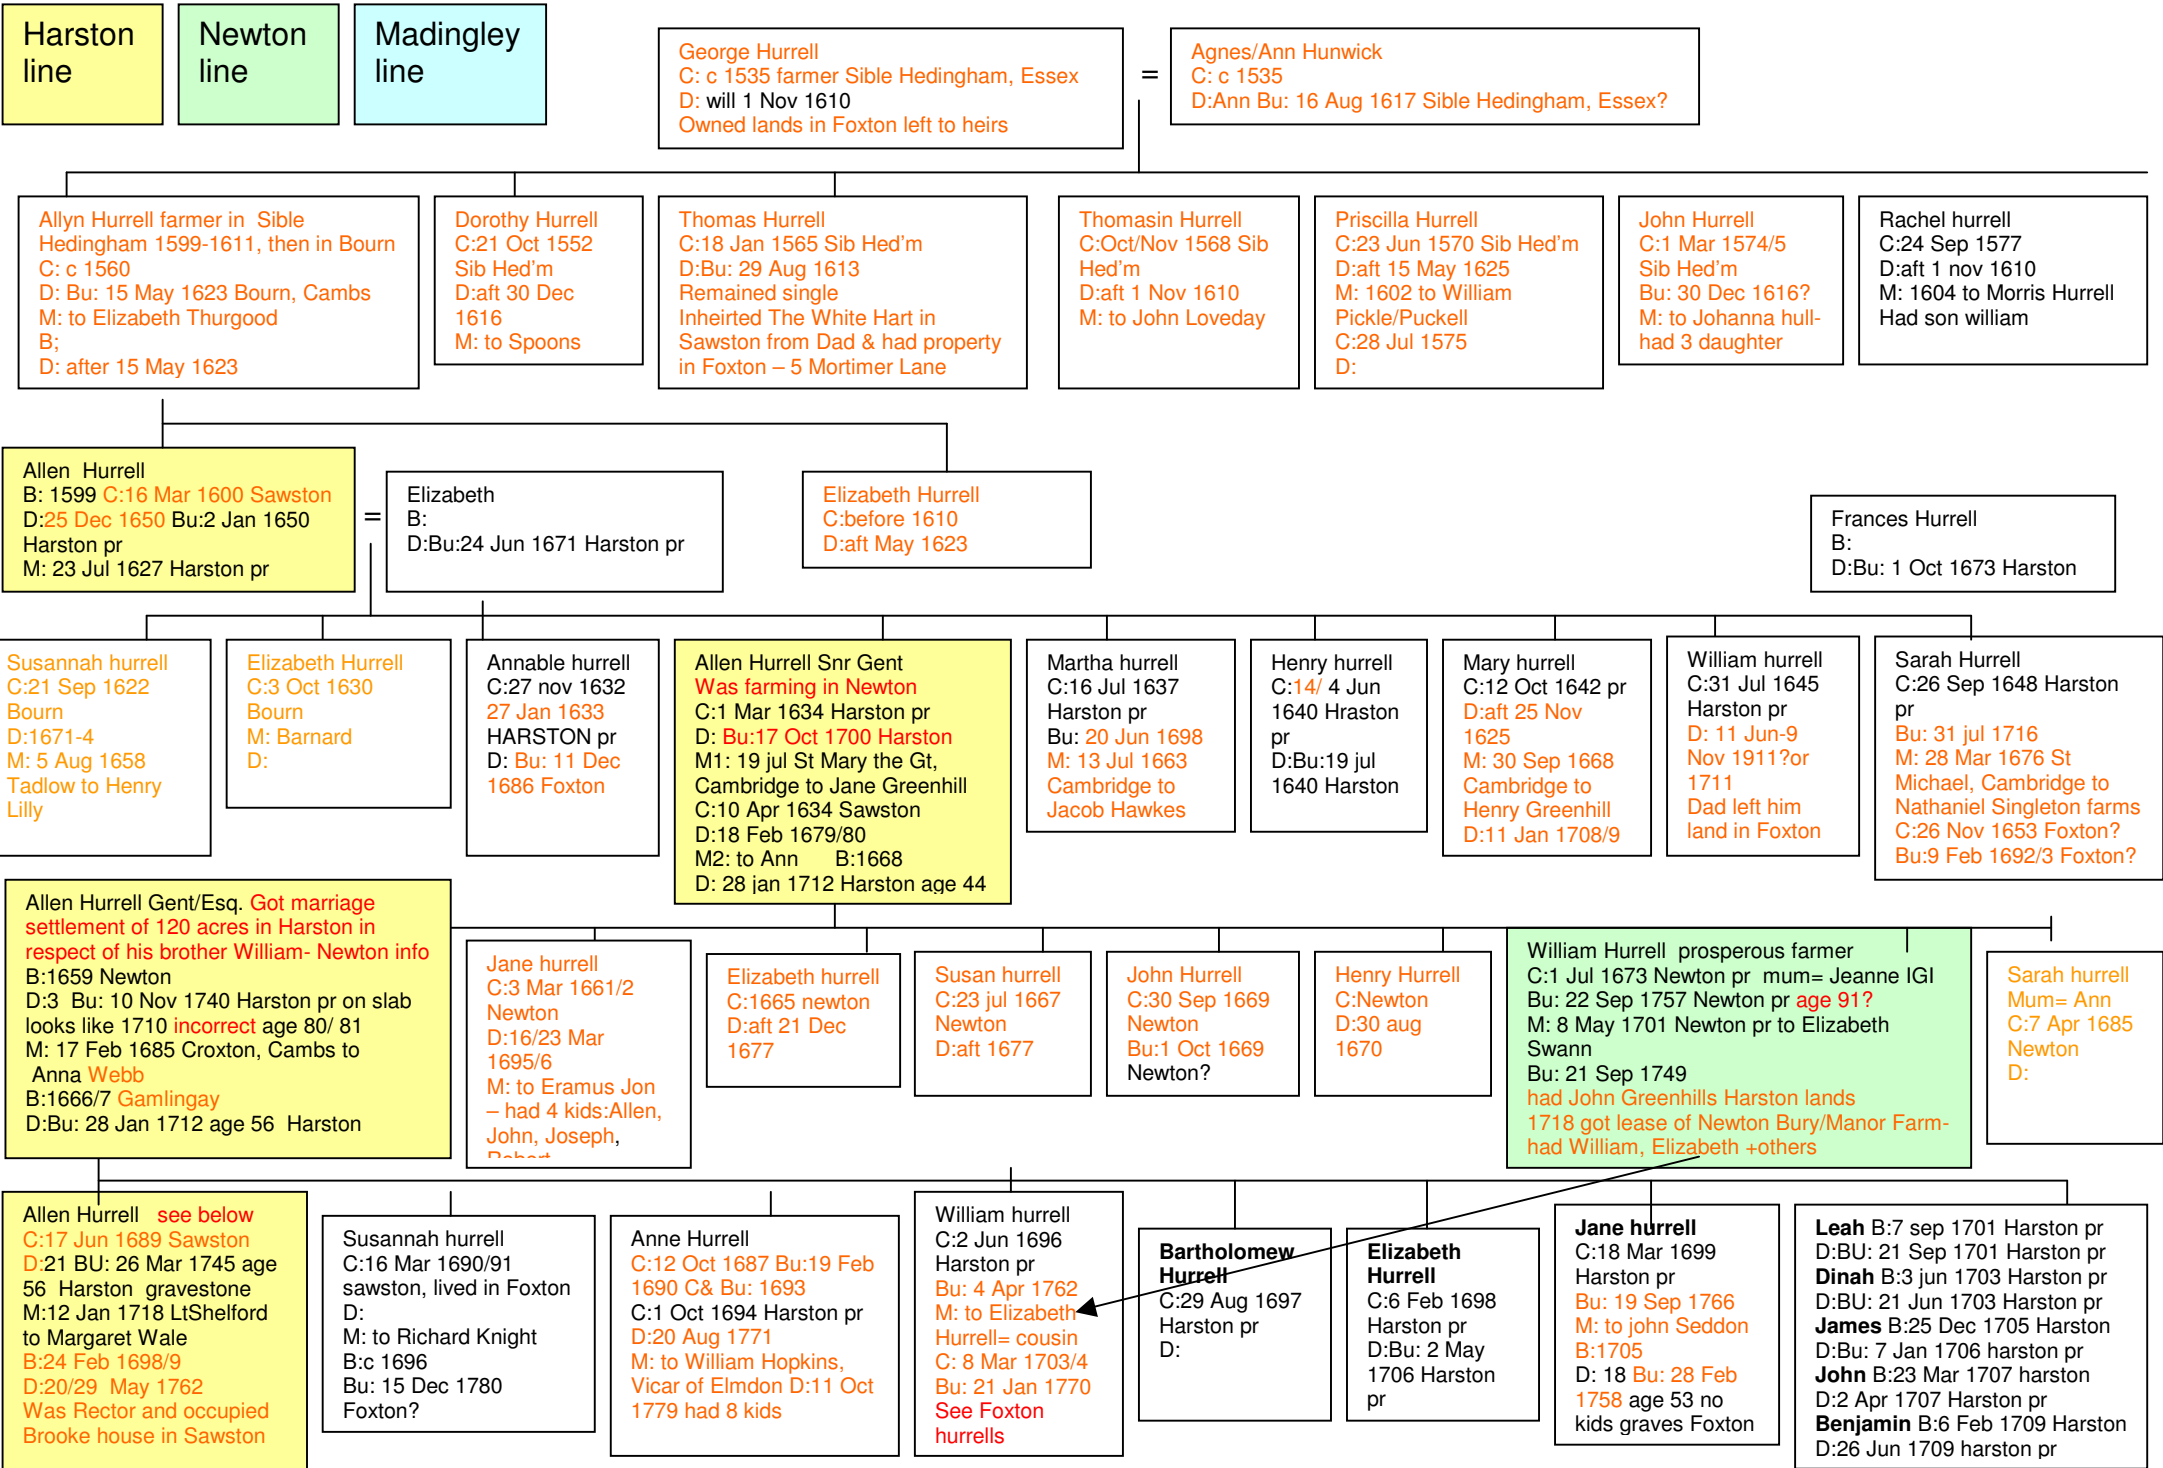 Harston
line
Newton
line
Madingley
line
George Hurrell
C: c 1535 farmer Sible Hedingham, Essex
D: will 1 Nov 1610
Owned lands in Foxton left to heirs
=
Agnes/Ann Hunwick
C: c 1535
D:Ann Bu: 16 Aug 1617 Sible Hedingham, Essex?
Allyn Hurrell farmer in Sible
Hedingham 1599-1611, then in Bourn
C: c 1560
D: Bu: 15 May 1623 Bourn, Cambs
M: to Elizabeth Thurgood
B;
D: after 15 May 1623
Dorothy Hurrell
C:21 Oct 1552
Sib Hed'm
D:aft 30 Dec
1616
M: to Spoons
Thomas Hurrell
C:18 Jan 1565 Sib Hed'm
D:Bu: 29 Aug 1613
Remained single
Inheirted The White Hart in
Sawston from Dad & had property
in Foxton – 5 Mortimer Lane
Thomasin Hurrell
C:Oct/Nov 1568 Sib
Hed'm
D:aft 1 Nov 1610
M: to John Loveday
Priscilla Hurrell
C:23 Jun 1570 Sib Hed'm
D:aft 15 May 1625
M: 1602 to William
Pickle/Puckell
C:28 Jul 1575
D:
John Hurrell
C:1 Mar 1574/5
Sib Hed'm
Bu: 30 Dec 1616?
M: to Johanna hull-
had 3 daughter
Rachel hurrell
C:24 Sep 1577
D:aft 1 nov 1610
M: 1604 to Morris Hurrell
Had son william
Allen Hurrell
B: 1599 C:16 Mar 1600 Sawston
D:25 Dec 1650 Bu:2 Jan 1650
Harston pr
M: 23 Jul 1627 Harston pr
=
Elizabeth
B:
D:Bu:24 Jun 1671 Harston pr
Elizabeth Hurrell
C:before 1610
D:aft May 1623
Frances Hurrell
B:
D:Bu: 1 Oct 1673 Harston
Susannah hurrell
C:21 Sep 1622
Bourn
D:1671-4
M: 5 Aug 1658
Tadlow to Henry
Lilly
Elizabeth Hurrell
C:3 Oct 1630
Bourn
M: Barnard
D:
Annable hurrell
C:27 nov 1632
27 Jan 1633
HARSTON pr
D: Bu: 11 Dec
1686 Foxton
Allen Hurrell Snr Gent
Was farming in Newton
C:1 Mar 1634 Harston pr
D: Bu:17 Oct 1700 Harston
M1: 19 jul St Mary the Gt,
Cambridge to Jane Greenhill
C:10 Apr 1634 Sawston
D:18 Feb 1679/80
M2: to Ann B:1668
D: 28 jan 1712 Harston age 44
Martha hurrell
C:16 Jul 1637
Harston pr
Bu: 20 Jun 1698
M: 13 Jul 1663
Cambridge to
Jacob Hawkes
Henry hurrell
C:14/ 4 Jun
1640 Hraston
pr
D:Bu:19 jul
1640 Harston
Mary hurrell
C:12 Oct 1642 pr
D:aft 25 Nov
1625
M: 30 Sep 1668
Cambridge to
Henry Greenhill
D:11 Jan 1708/9
William hurrell
C:31 Jul 1645
Harston pr
D: 11 Jun-9
Nov 1911?or
1711
Dad left him
land in Foxton
Sarah Hurrell
C:26 Sep 1648 Harston
pr
Bu: 31 jul 1716
M: 28 Mar 1676 St
Michael, Cambridge to
Nathaniel Singleton farms
C:26 Nov 1653 Foxton?
Bu:9 Feb 1692/3 Foxton?
Allen Hurrell Gent/Esq. Got marriage
settlement of 120 acres in Harston in
respect of his brother William- Newton info
B:1659 Newton
D:3 Bu: 10 Nov 1740 Harston pr on slab
looks like 1710 incorrect age 80/ 81
M: 17 Feb 1685 Croxton, Cambs to
Anna Webb
B:1666/7 Gamlingay
D:Bu: 28 Jan 1712 age 56 Harston
Jane hurrell
C:3 Mar 1661/2
Newton
D:16/23 Mar
1695/6
M: to Eramus Jon
– had 4 kids:Allen,
John, Joseph,
Robert
Elizabeth hurrell
C:1665 newton
D:aft 21 Dec
1677
Susan hurrell
C:23 jul 1667
Newton
D:aft 1677
John Hurrell
C:30 Sep 1669
Newton
Bu:1 Oct 1669
Newton?
Henry Hurrell
C:Newton
D:30 aug
1670
William Hurrell prosperous farmer
C:1 Jul 1673 Newton pr mum= Jeanne IGI
Bu: 22 Sep 1757 Newton pr age 91?
M: 8 May 1701 Newton pr to Elizabeth
Swann
Bu: 21 Sep 1749
had John Greenhills Harston lands
1718 got lease of Newton Bury/Manor Farm-
had William, Elizabeth +others
Sarah hurrell
Mum= Ann
C:7 Apr 1685
Newton
D:
Allen Hurrell see below
C:17 Jun 1689 Sawston
D:21 BU: 26 Mar 1745 age
56 Harston gravestone
M:12 Jan 1718 LtShelford
to Margaret Wale
B:24 Feb 1698/9
D:20/29 May 1762
Was Rector and occupied
Brooke house in Sawston
Susannah hurrell
C:16 Mar 1690/91
sawston, lived in Foxton
D:
M: to Richard Knight
B:c 1696
Bu: 15 Dec 1780
Foxton?
Anne Hurrell
C:12 Oct 1687 Bu:19 Feb
1690 C& Bu: 1693
C:1 Oct 1694 Harston pr
D:20 Aug 1771
M: to William Hopkins,
Vicar of Elmdon D:11 Oct
1779 had 8 kids
William hurrell
C:2 Jun 1696
Harston pr
Bu: 4 Apr 1762
M: to Elizabeth
Hurrell= cousin
C: 8 Mar 1703/4
Bu: 21 Jan 1770
See Foxton
hurrells
Bartholomew
Hurrell
C:29 Aug 1697
Harston pr
D:
Elizabeth
Hurrell
C:6 Feb 1698
Harston pr
D:Bu: 2 May
1706 Harston
pr
Jane hurrell
C:18 Mar 1699
Harston pr
Bu: 19 Sep 1766
M: to john Seddon
B:1705
D: 18 Bu: 28 Feb
1758 age 53 no
kids graves Foxton
Leah B:7 sep 1701 Harston pr
D:BU: 21 Sep 1701 Harston pr
Dinah B:3 jun 1703 Harston pr
D:BU: 21 Jun 1703 Harston pr
James B:25 Dec 1705 Harston
D:Bu: 7 Jan 1706 harston pr
John B:23 Mar 1707 harston
D:2 Apr 1707 Harston pr
Benjamin B:6 Feb 1709 Harston
D:26 Jun 1709 harston pr